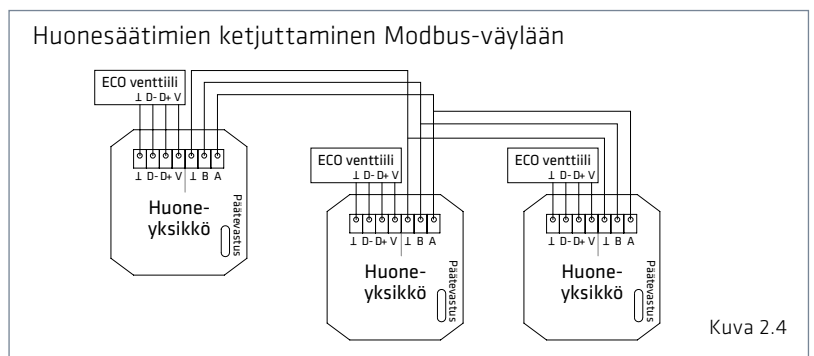 Huonesäätimien ketjuttaminen Modbus-väylään
ECO venttiili
⊥ D- D+ V
⊥ D- D+ V ⊥ B A
Huone-
yksikkö
Päätevastus
ECO venttiili
⊥ D- D+ V
⊥ D- D+ V ⊥ B A
Huone-
yksikkö
Päätevastus
ECO venttiili
⊥ D- D+ V
⊥ D- D+ V ⊥ B A
Huone-
yksikkö
Päätevastus
Kuva 2.4